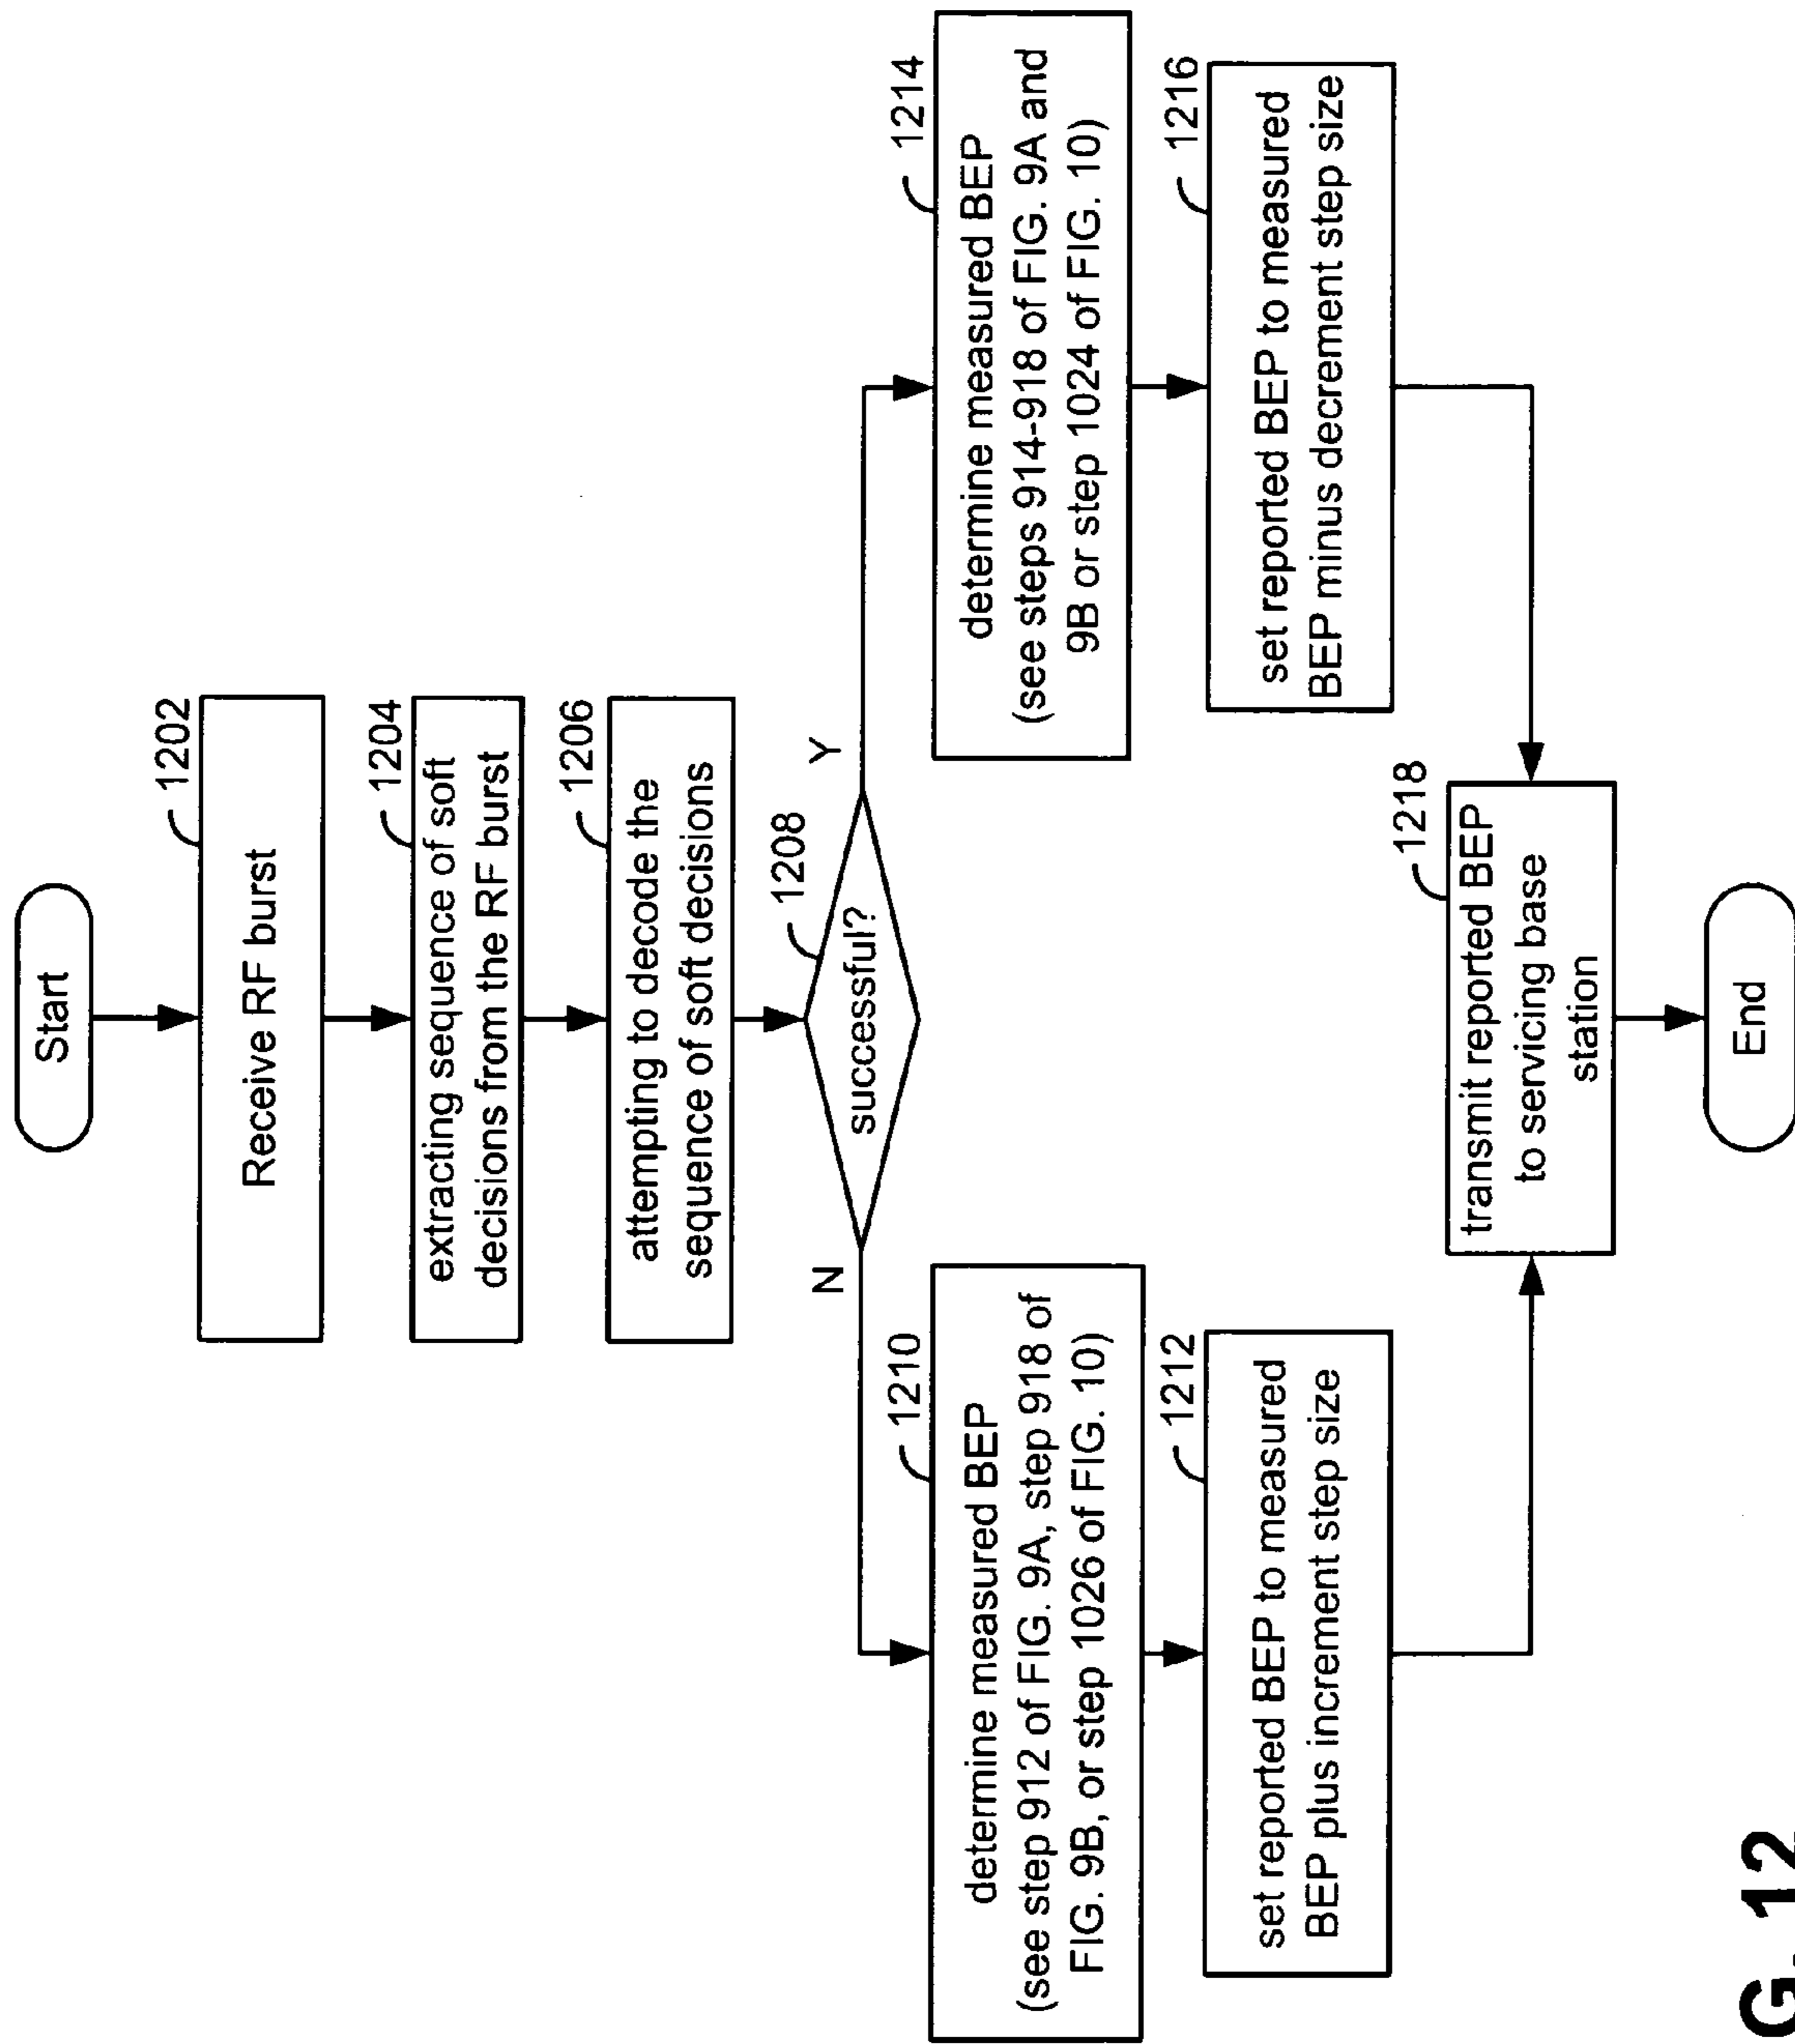 Start
1202
Receive RF burst
1204
extracting sequence of soft
decisions from the RF burst
1206
attempting to decode the
sequence of soft decisions
1208
successful?
N
Y
1210
determine measured BEP
(see step 912 of FIG. 9A, step 918 of
FIG. 9B, or step 1026 of FIG. 10)
1212
set reported BEP to measured
BEP plus increment step size
1214
determine measured BEP
(see steps 914-918 of FIG. 9A and
9B or step 1024 of FIG. 10)
1216
set reported BEP to measured
BEP minus decrement step size
1218
transmit reported BEP
to servicing base
station
End
G. 12